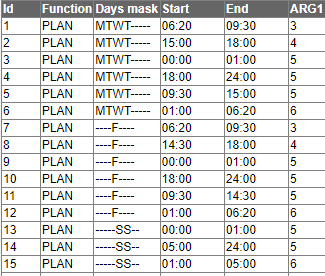 Id Function Days mask Start End ARG1
1 PLAN MTWT----- 06:20 09:30 3
2 PLAN MTWT----- 15:00 18:00 4
3 PLAN MTWT----- 00:00 01:00 5
4 PLAN MTWT----- 18:00 24:00 5
5 PLAN MTWT----- 09:30 15:00 5
6 PLAN MTWT----- 01:00 06:20 6
7 PLAN ----F---- 06:20 09:30 3
8 PLAN ----F---- 14:30 18:00 4
9 PLAN ----F---- 00:00 01:00 5
10 PLAN ----F---- 18:00 24:00 5
11 PLAN ----F---- 09:30 14:30 5
12 PLAN ----F---- 01:00 06:20 6
13 PLAN -----SS-- 00:00 01:00 5
14 PLAN -----SS-- 05:00 24:00 5
15 PLAN -----SS-- 01:00 05:00 6